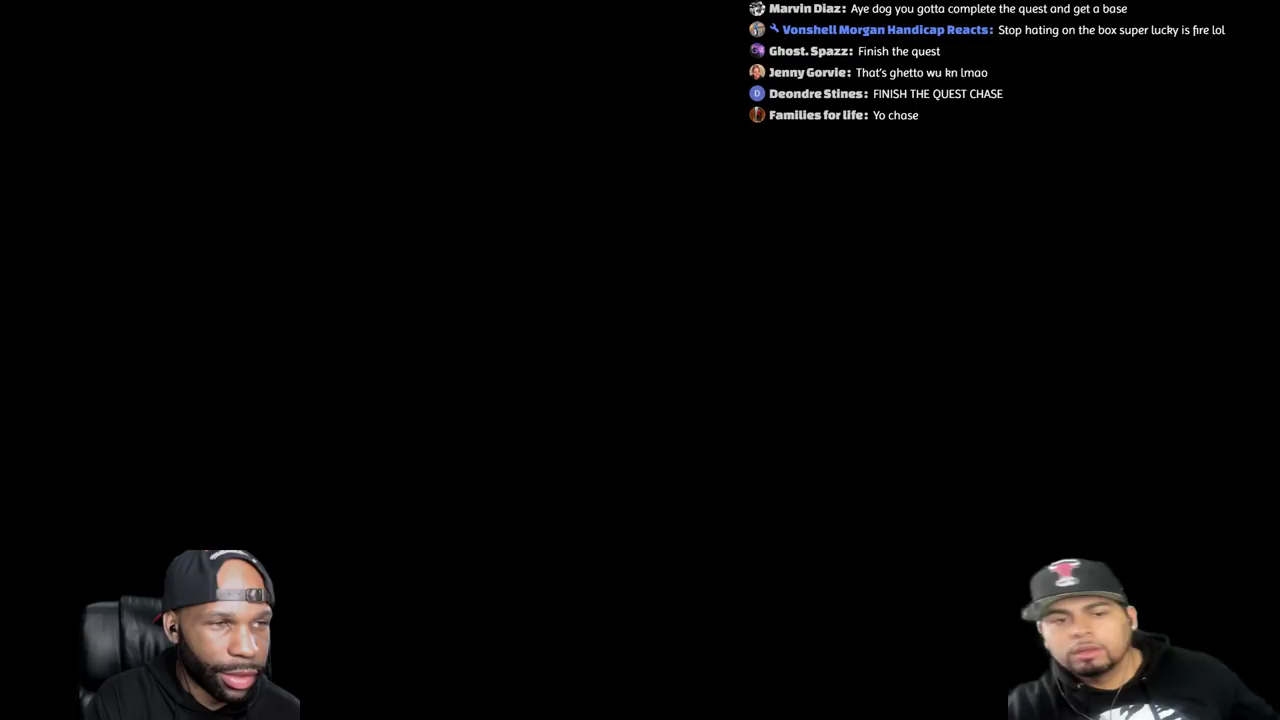 Marvin Diaz: Aye dog you gotta complete the quest and get a base
Vonshell Morgan Handicap Reacts: Stop hating on the box super lucky is fire lol
Ghost. Spazz: Finish the quest
Jenny Gorvie: That's ghetto wu kn lmao
D Deondre Stines: FINISH THE QUEST CHASE
Families for life: Yo chase